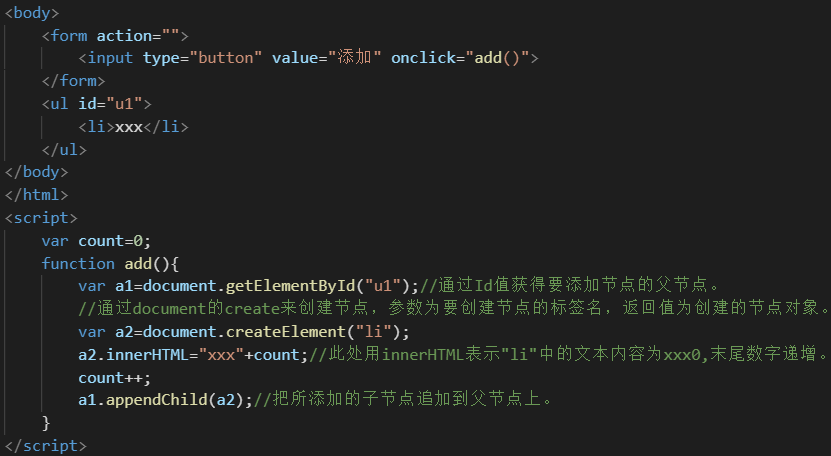 <body>
<form action="">
<input type="button" value="添加" onclick="add()">
</form>
<ul id="u1">
<li>xxx</li>
</ul>
</body>
</html>
<script>
var count=0;
function add(){
var a1=document.getElementById("u1");//通过Id值获得要添加节点的父节点。
//通过document的create来创建节点，参数为要创建节点的标签名，返回值为创建的节点对象。
var a2=document.createElement("li");
a2.innerHTML="xxx"+count;//此处用innerHTML表示"li"中的文本内容为xxx0,末尾数字递增。
count++;
a1.appendChild(a2);//把所添加的子节点追加到父节点上。
}
</script>